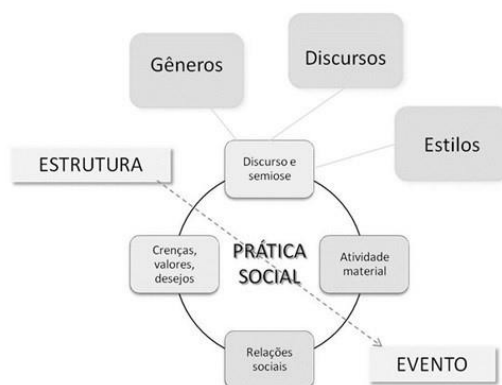 Gêneros
Discursos
Estilos
ESTRUTURA
Discurso e
semiose
Crenças,
valores,
desejos
PRÁTICA
SOCIAL
Atividade
material
Relações
sociais
EVENTO